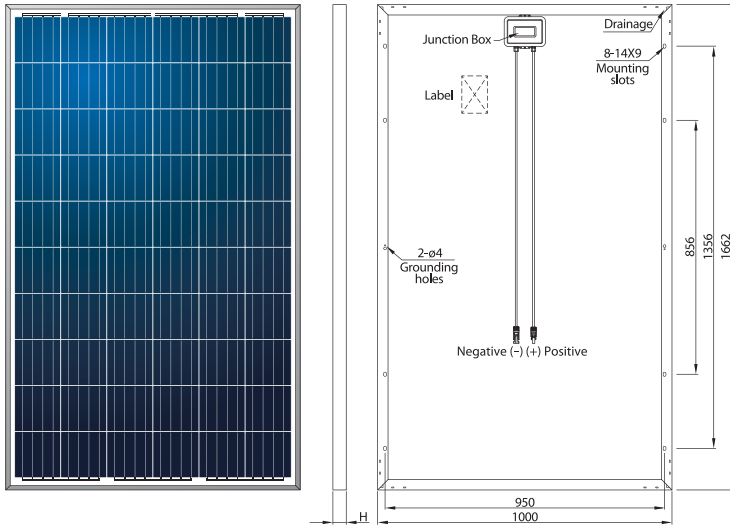 Drainage
Junction Box
8-14X9
Mounting
slots
Label
856
1356
1662
2-ø4
Grounding
holes
Negative (-) (+) Positive
950
H
1000